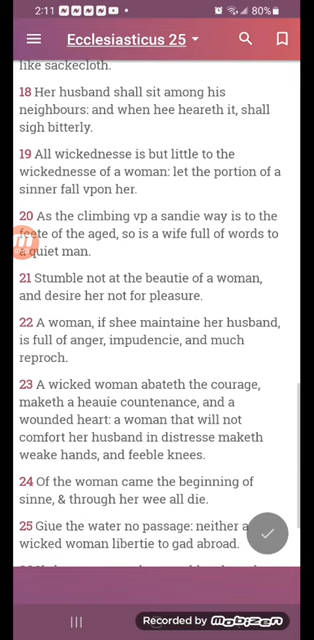 2:11
80%
Ecclesiasticus 25
like sackecloth.
18 Her husband shall sit among his
neighbours: and when hee heareth it, shall
sigh bitterly.
19 All wickednesse is but little to the
wickednesse of a woman: let the portion of a
sinner fall vpon her.
20 As the climbing vp a sandie way is to the
feete of the aged, so is a wife full of words to
a quiet man.
21 Stumble not at the beautie of a woman,
and desire her not for pleasure.
22 A woman, if shee maintaine her husband,
is full of anger, impudencie, and much
reproch.
23 A wicked woman abateth the courage,
maketh a heauie countenance, and a
wounded heart: a woman that will not
comfort her husband in distresse maketh
weake hands, and feeble knees.
24 Of the woman came the beginning of
sinne, & through her wee all die.
25 Giue the water no passage: neither a
wicked woman libertie to gad abroad.
Recorded by Mobizen